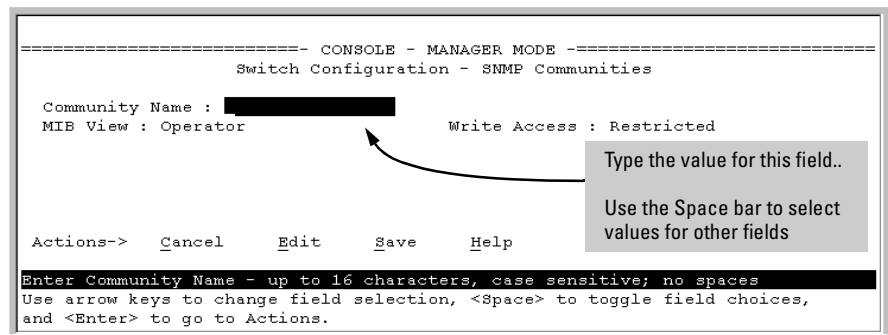 ==========================- CONSOLE - MANAGER MODE -============================
Switch Configuration - SNMP Communities
Community Name :
MIB View : Operator Write Access : Restricted
Type the value for this field..
Use the Space bar to select
values for other fields
Actions-> Cancel Edit Save Help
Enter Community Name - up to 16 characters, case sensitive; no spaces
Use arrow keys to change field selection, <Space> to toggle field choices,
and <Enter> to go to Actions.